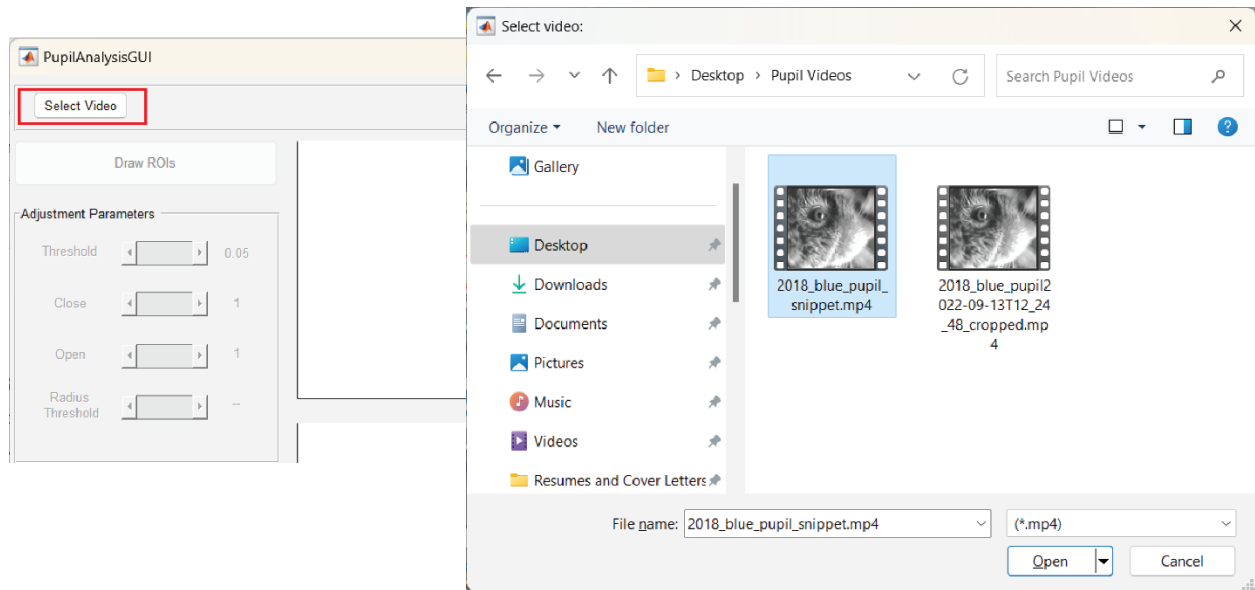 PupilAnalysisGUI
Select Video
Draw ROIs
Adjustment Parameters
Threshold 0.05
Close 1
Open 1
Radius
Threshold --
Select video:
Desktop > Pupil Videos
Search Pupil Videos
Organize
New folder
Gallery
Desktop
Downloads
Documents
Pictures
Music
Videos
Resumes and Cover Letters
2018_blue_pupil_
snippet.mp4
2018_blue_pupil2
022-09-13T12_24
_48_cropped.mp
4
File name: 2018_blue_pupil_snippet.mp4
(*.mp4)
Open
Cancel